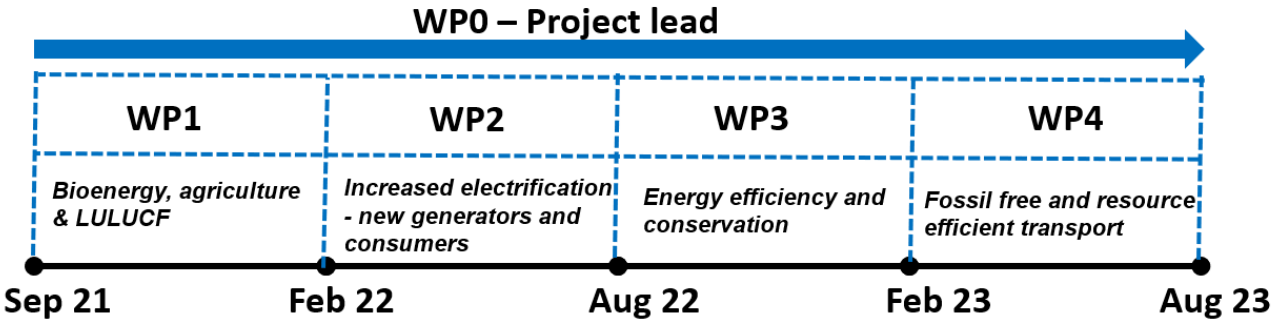 WP0 – Project lead
WP1
WP2
WP3
WP4
Bioenergy, agriculture
& LULUCF
Increased electrification
- new generators and
consumers
Energy efficiency and
conservation
Fossil free and resource
efficient transport
Sep 21
Feb 22
Aug 22
Feb 23
Aug 23